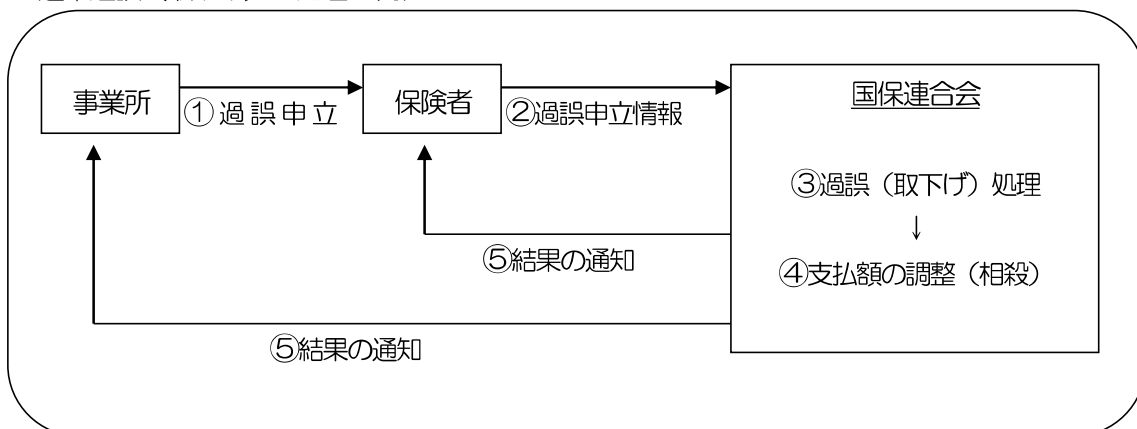 事業所
①過誤申立
保険者
②過誤申立情報
国保連合会
③過誤（取下げ）処理
↓
④支払額の調整（相殺）
⑤結果の通知
⑤結果の通知